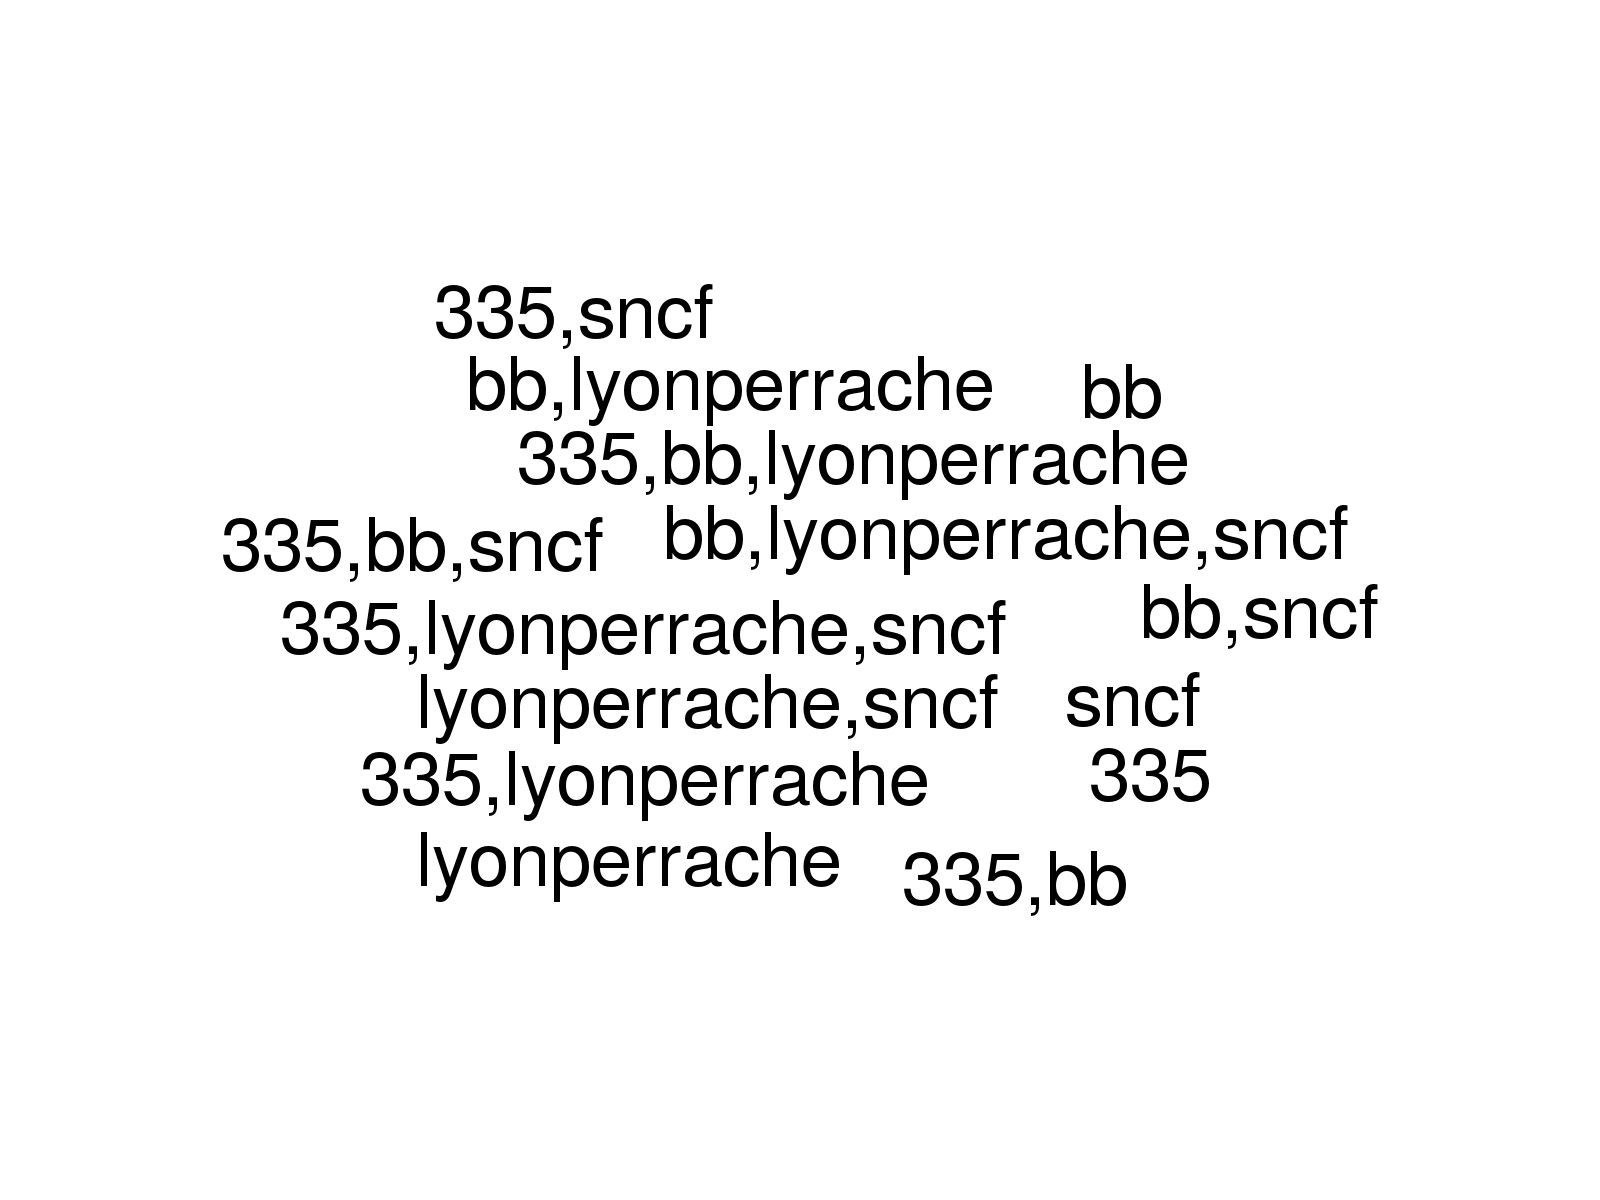 335,sncf
bb,lyonperrache bb
335,bb,lyonperrache
335,bb,sncf bb,lyonperrache,sncf
335,lyonperrache,sncf bb,sncf
lyonperrache,sncf sncf
335,lyonperrache 335
lyonperrache 335,bb